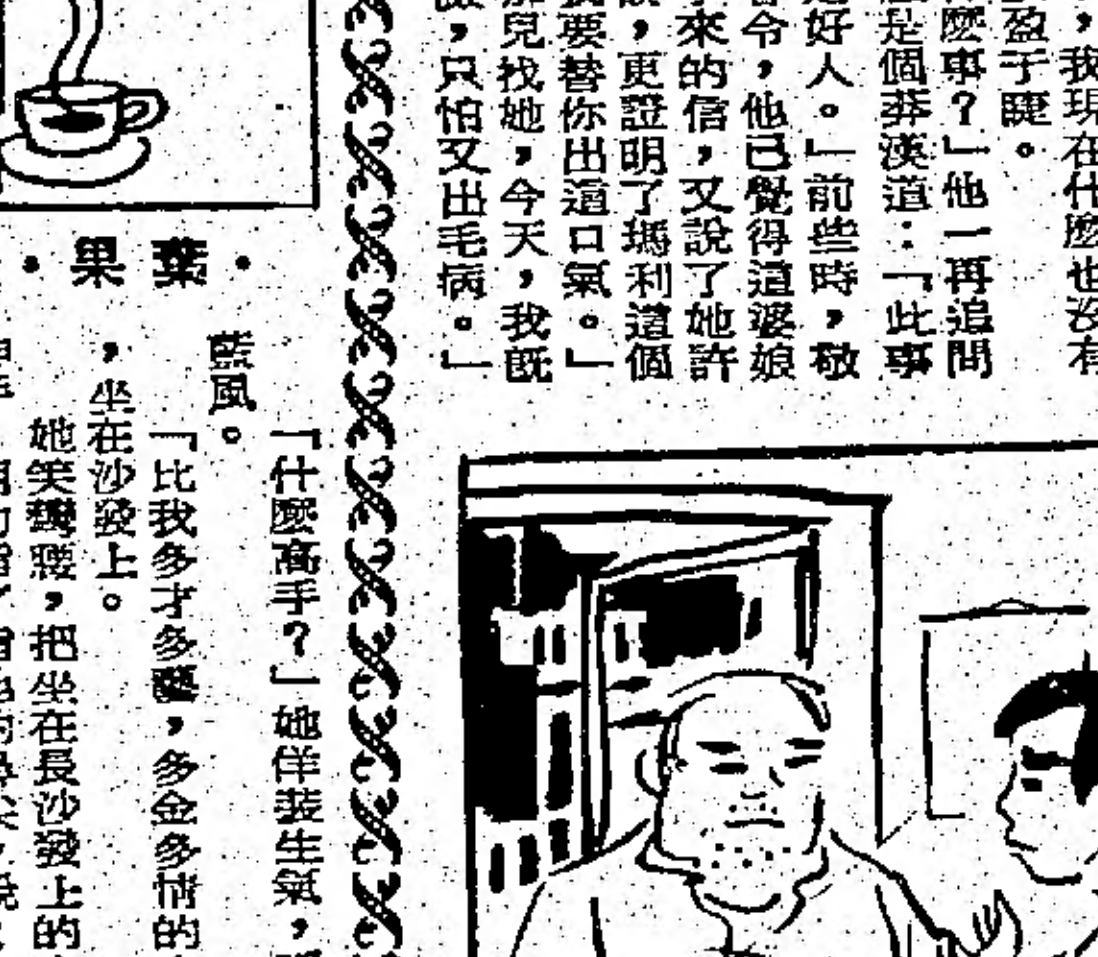 ，我現在什麼也沒有
盈于睫。
麼事？」他一再追問
是個莽漢道：「此事
好人。」前些時，敬
令，他已覺得這婆娘
來的信，又說了她許
，更證明了瑪利這個
要替你出這口氣。」
兒找她，今天，我既
，只怕又出毛病。」
·葉果·
「什麼高手？」她佯裝生氣，
藍風。
「比我多才多藝，多金多情的
，坐在沙發上。
她笑彎腰，把坐在長沙發上的